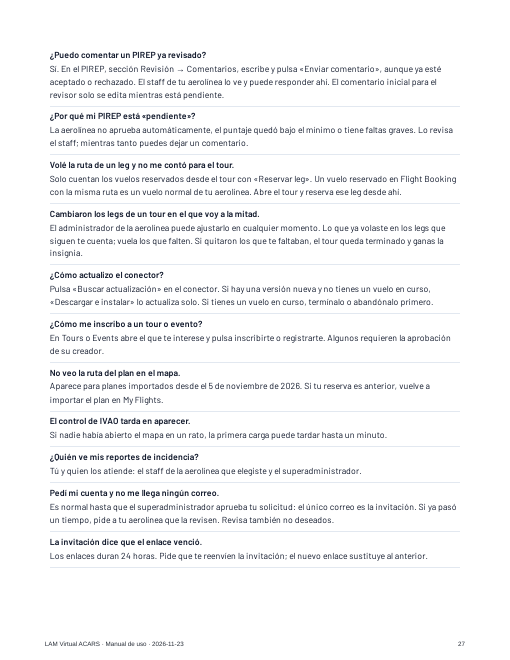 ¿Puedo comentar un PIREP ya revisado?
Sí. En el PIREP, sección Revisión → Comentarios, escribe y pulsa «Enviar comentario», aunque ya esté
aceptado o rechazado. El staff de tu aerolínea lo ve y puede responder ahí. El comentario inicial para el
revisor solo se edita mientras está pendiente.
¿Por qué mi PIREP está «pendiente»?
La aerolínea no aprueba automáticamente, el puntaje quedó bajo el mínimo o tiene faltas graves. Lo revisa
el staff; mientras tanto puedes dejar un comentario.
Volé la ruta de un leg y no me contó para el tour.
Solo cuentan los vuelos reservados desde el tour con «Reservar leg». Un vuelo reservado en Flight Booking
con la misma ruta es un vuelo normal de tu aerolínea. Abre el tour y reserva ese leg desde ahí.
Cambiaron los legs de un tour en el que voy a la mitad.
El administrador de la aerolínea puede ajustarlo en cualquier momento. Lo que ya volaste en los legs que
siguen te cuenta; vuela los que falten. Si quitaron los que te faltaban, el tour queda terminado y ganas la
insignia.
¿Cómo actualizo el conector?
Pulsa «Buscar actualización» en el conector. Si hay una versión nueva y no tienes un vuelo en curso,
«Descargar e instalar» lo actualiza solo. Si tienes un vuelo en curso, termínalo o abandónalo primero.
¿Cómo me inscribo a un tour o evento?
En Tours o Events abre el que te interese y pulsa inscribirte o registrarte. Algunos requieren la aprobación
de su creador.
No veo la ruta del plan en el mapa.
Aparece para planes importados desde el 5 de noviembre de 2026. Si tu reserva es anterior, vuelve a
importar el plan en My Flights.
El control de IVAO tarda en aparecer.
Si nadie había abierto el mapa en un rato, la primera carga puede tardar hasta un minuto.
¿Quién ve mis reportes de incidencia?
Tú y quien los atiende: el staff de la aerolínea que elegiste y el superadministrador.
Pedí mi cuenta y no me llega ningún correo.
Es normal hasta que el superadministrador aprueba tu solicitud: el único correo es la invitación. Si ya pasó
un tiempo, pide a tu aerolínea que la revisen. Revisa también no deseados.
La invitación dice que el enlace venció.
Los enlaces duran 24 horas. Pide que te reenvíen la invitación; el nuevo enlace sustituye al anterior.
LAM Virtual ACARS · Manual de uso · 2026-11-23
27